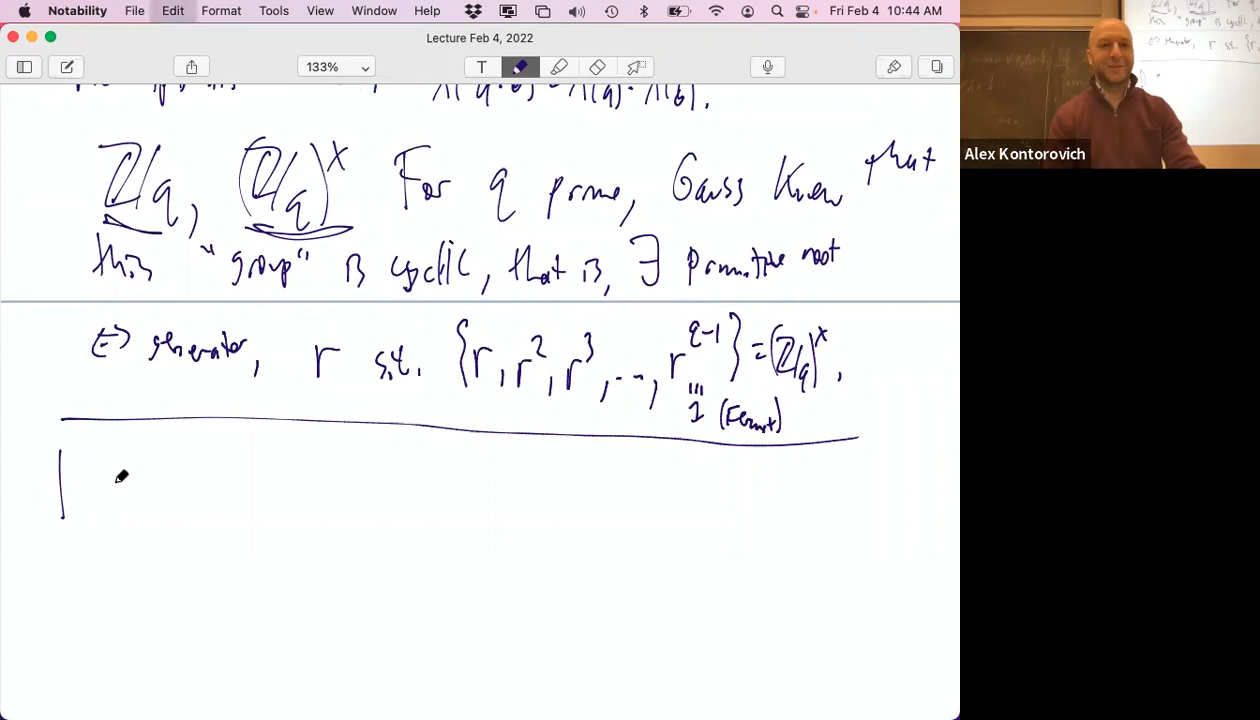 Notability File Edit Format Tools View Window Help Fri Feb 4 10:44 AM
Lecture Feb 4, 2022
133% T
χ(a·b) = χ(a)·χ(b).
ℤ/q, (ℤ/q)^× For q prime, Gauss knew that
this "group" is cyclic, that is, ∃ primitive root
⇔ generator, r s.t. {r, r^2, r^3, ..., r^{q-1}} = (ℤ/q)^×,
≡ 1 (Fermat)
Alex Kontorovich